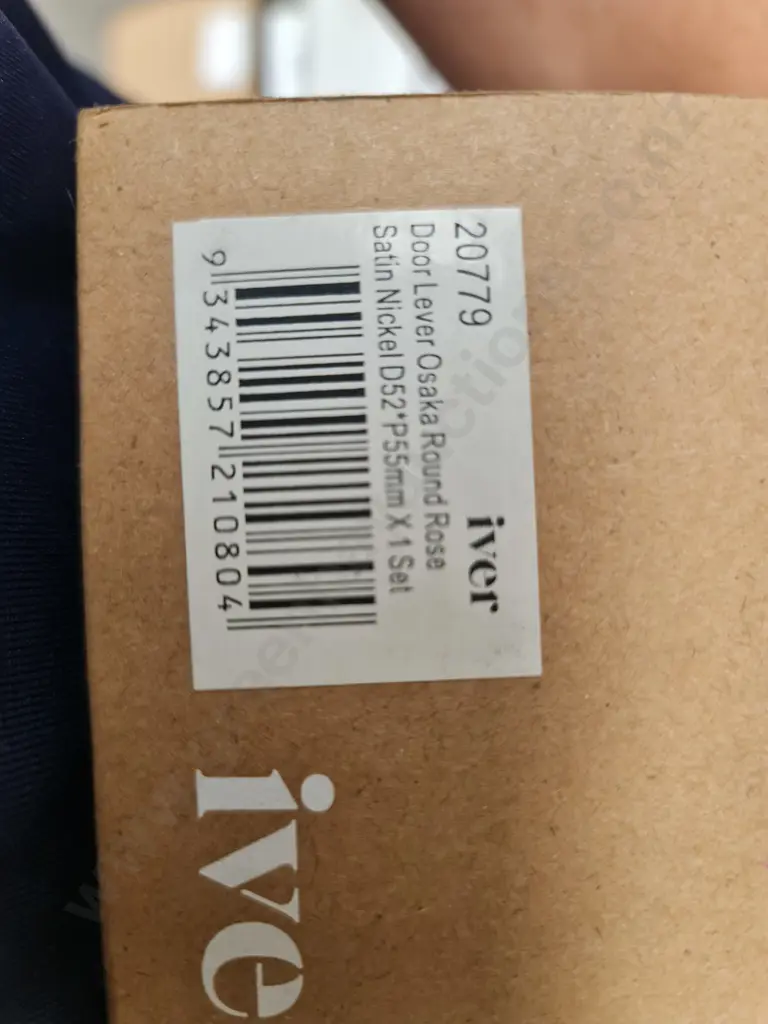 20779
iver
Door Lever Osaka Round Rose
Satin Nickel D52*P55mm X 1 Set
9 343857 210804
ive